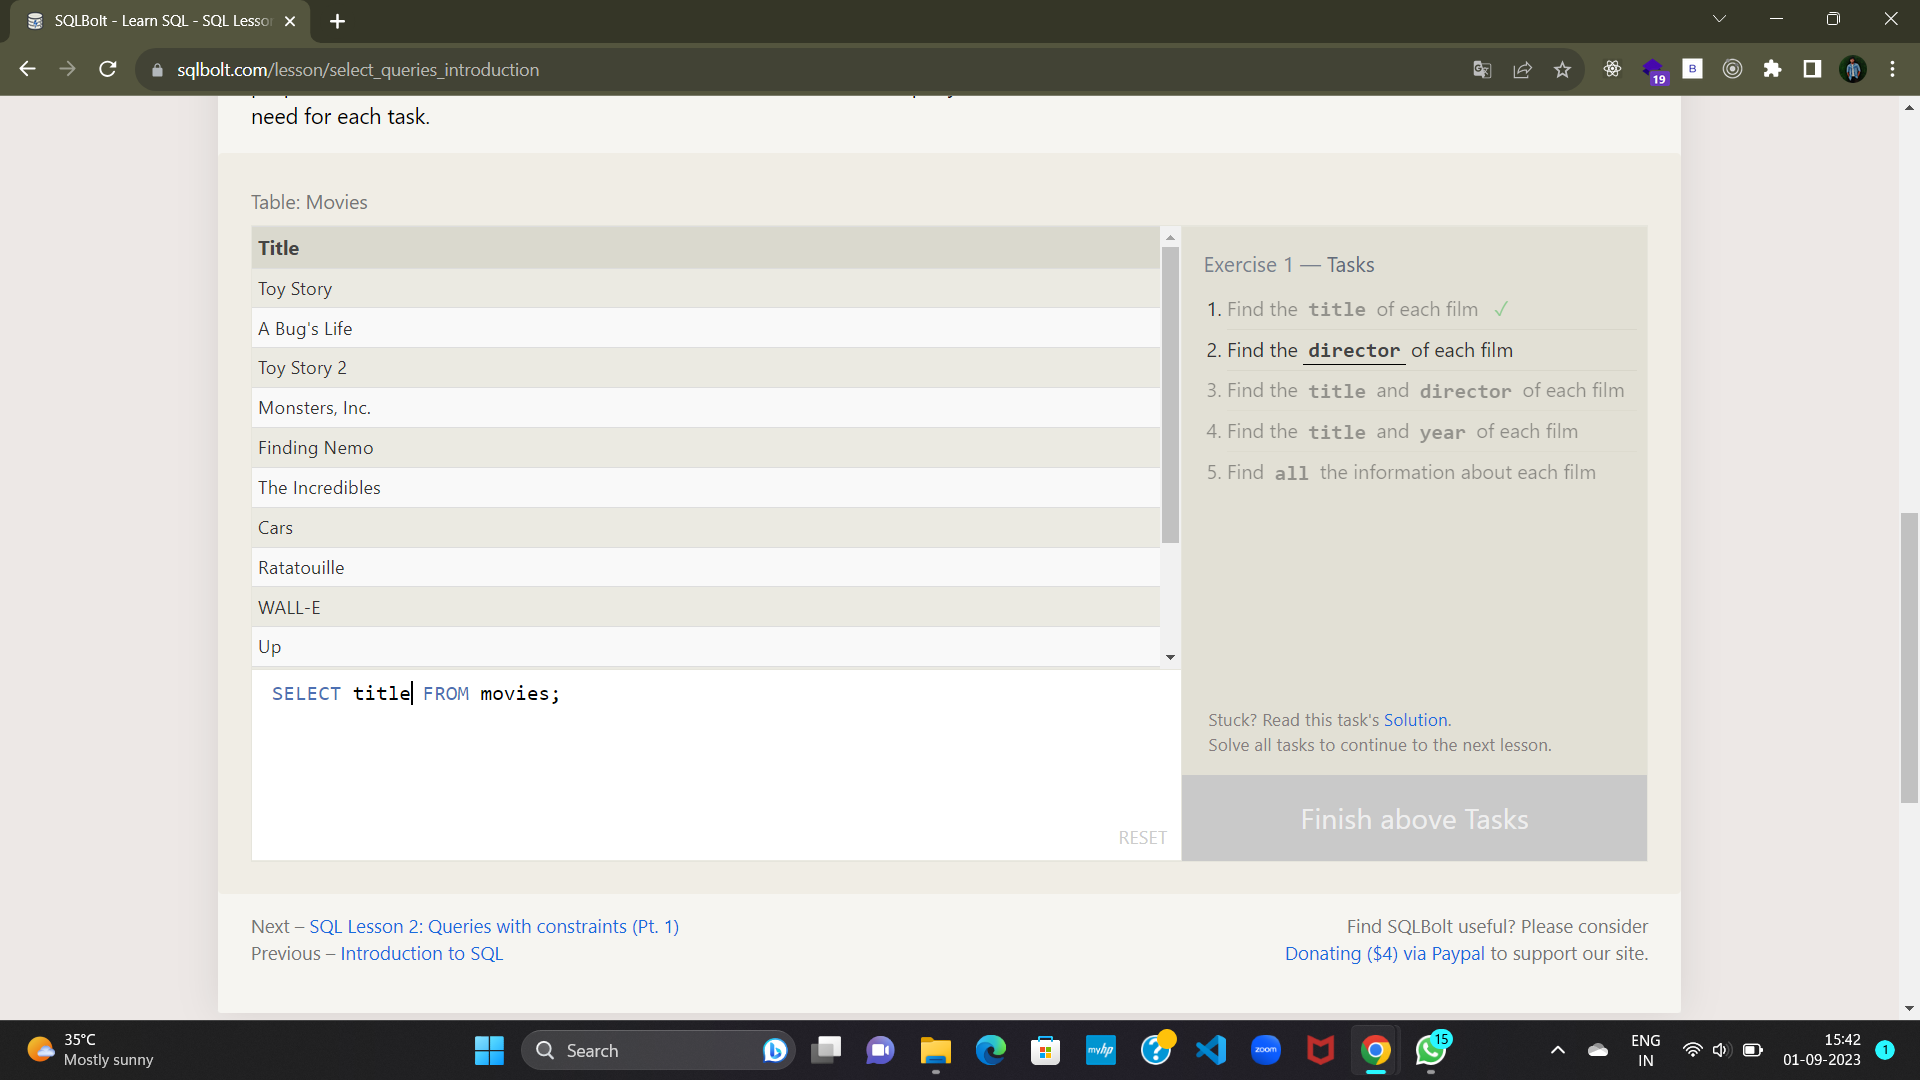 SQLBolt - Learn SQL - SQL Lesson
sqlbolt.com/lesson/select_queries_introduction
19
B
need for each task.
Table: Movies
Title
Toy Story
A Bug's Life
Toy Story 2
Monsters, Inc.
Finding Nemo
The Incredibles
Cars
Ratatouille
WALL-E
Up
SELECT title FROM movies;
RESET
Exercise 1 — Tasks
1. Find the title of each film ✓
2. Find the director of each film
3. Find the title and director of each film
4. Find the title and year of each film
5. Find all the information about each film
Stuck? Read this task's Solution.
Solve all tasks to continue to the next lesson.
Finish above Tasks
Next – SQL Lesson 2: Queries with constraints (Pt. 1)
Previous – Introduction to SQL
Find SQLBolt useful? Please consider
Donating ($4) via Paypal to support our site.
35°C
Mostly sunny
Search
myhp
zoom
15
ENG
IN
15:42
01-09-2023
1